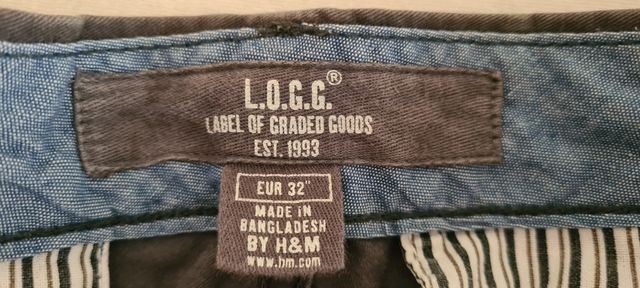 L.O.G.G.®
LABEL OF GRADED GOODS
EST. 1993
EUR 32"
MADE IN
BANGLADESH
BY H&M
www.hm.com